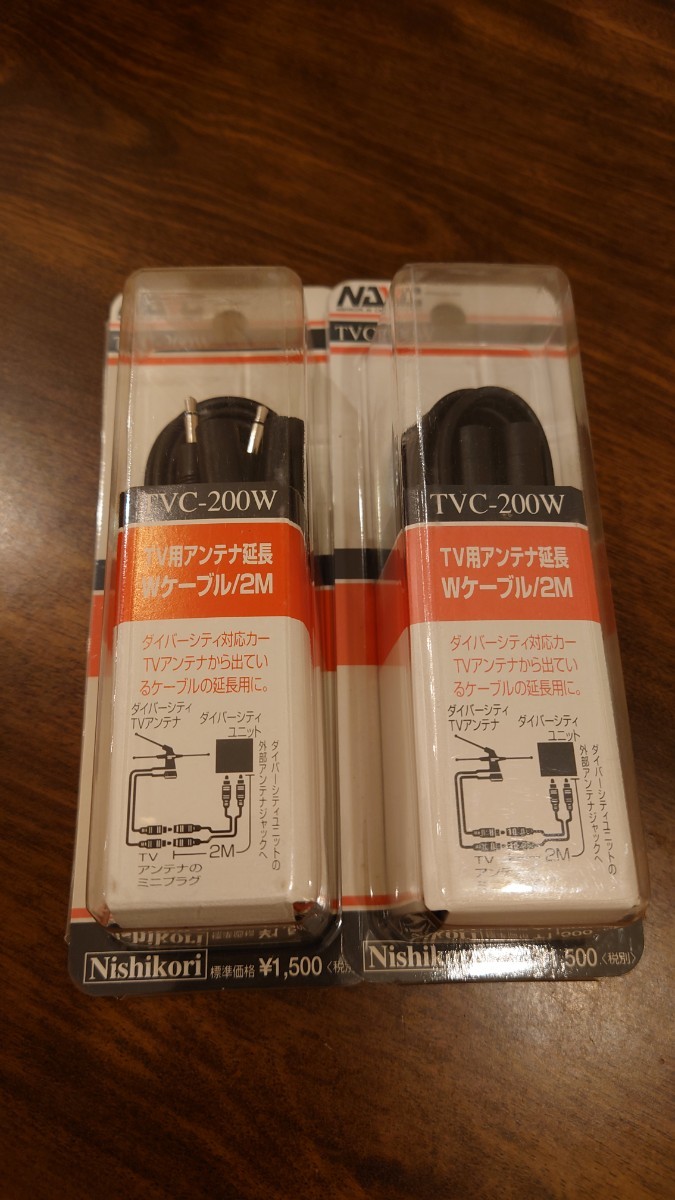 TVC-200W
TV用アンテナ延長
Wケーブル/2M
ダイバーシティ対応カー
TVアンテナから出てい
るケーブルの延長用に。
ダイバーシティ
TVアンテナ
ダイバーシティ
ユニット
ダイバーシティユニットの
外部アンテナジャックへ
2M
TV
アンテナの
ミニプラグ
Nishikori
標準価格 ¥1,500
TVC-200W
TV用アンテナ延長
Wケーブル/2M
ダイバーシティ対応カー
TVアンテナから出てい
るケーブルの延長用に。
ダイバーシティ
TVアンテナ
ダイバーシティ
ユニット
ダイバーシティユニットの
外部アンテナジャックへ
2M
TV
〈税別〉